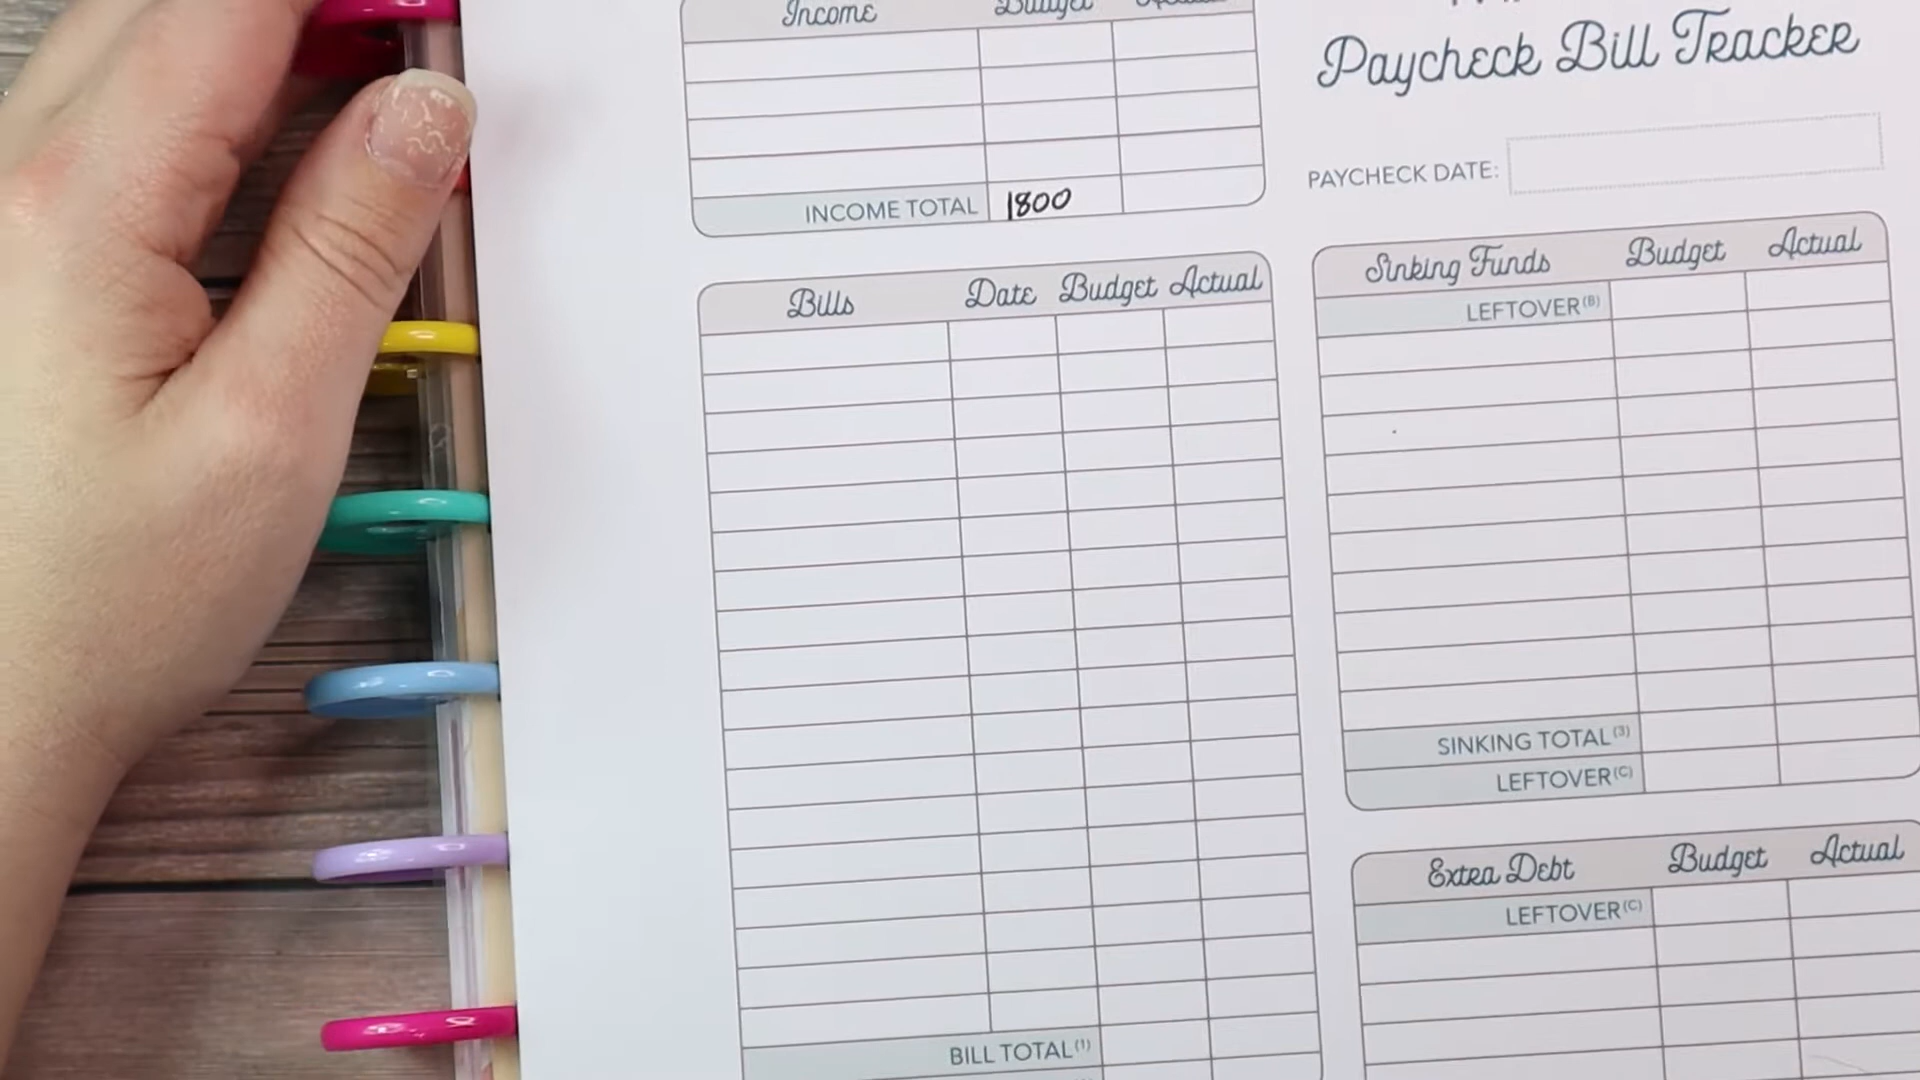 Income Budget
INCOME TOTAL 1800
Bills Date Budget Actual
BILL TOTAL(1)
Paycheck Bill Tracker
PAYCHECK DATE:
Sinking Funds Budget Actual
LEFTOVER(B)
SINKING TOTAL(3)
LEFTOVER(C)
Extra Debt Budget Actual
LEFTOVER(C)